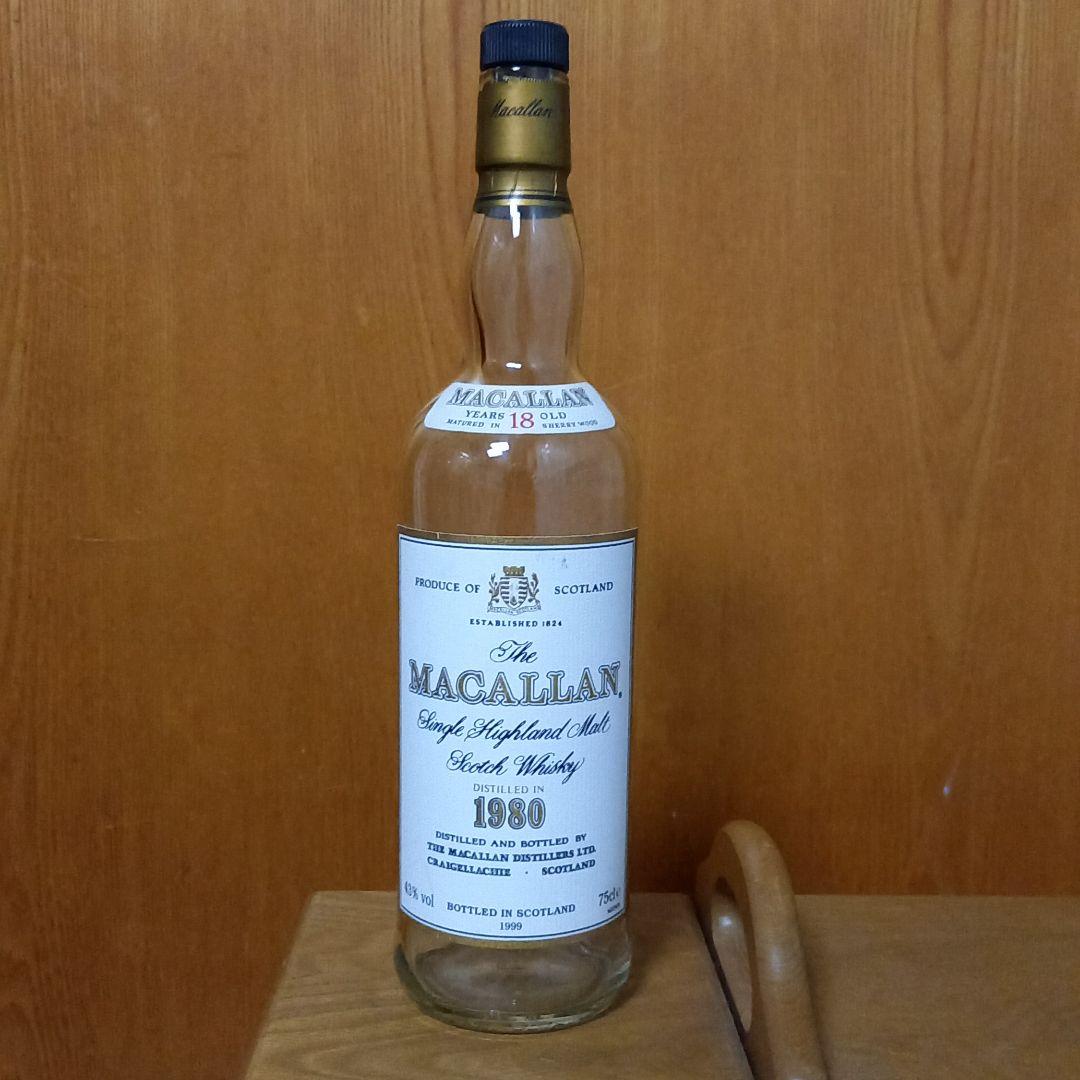 Macallan
MACALLAN
YEARS 18 OLD
MATURED IN SHERRY WOOD
PRODUCE OF SCOTLAND
ESTABLISHED 1824
The
MACALLAN
Single Highland Malt
Scotch Whisky
DISTILLED IN
1980
DISTILLED AND BOTTLED BY
THE MACALLAN DISTILLERS LTD.
CRAIGELLACHIE · SCOTLAND
43% vol 75cl e
BOTTLED IN SCOTLAND
1999